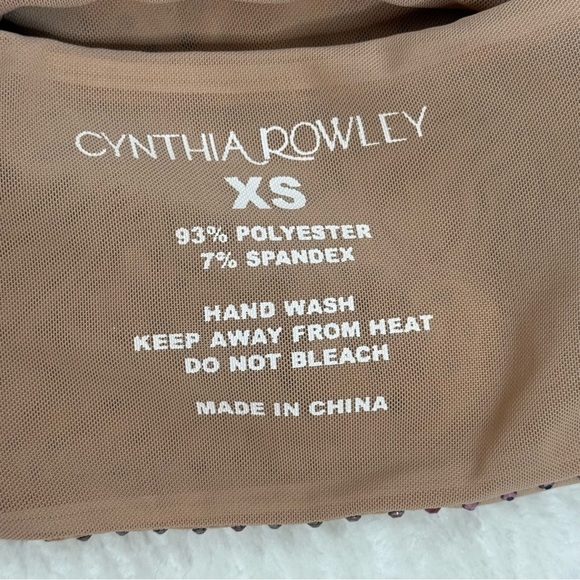 CYNTHIA ROWLEY
XS
93% POLYESTER
7% SPANDEX
HAND WASH
KEEP AWAY FROM HEAT
DO NOT BLEACH
MADE IN CHINA